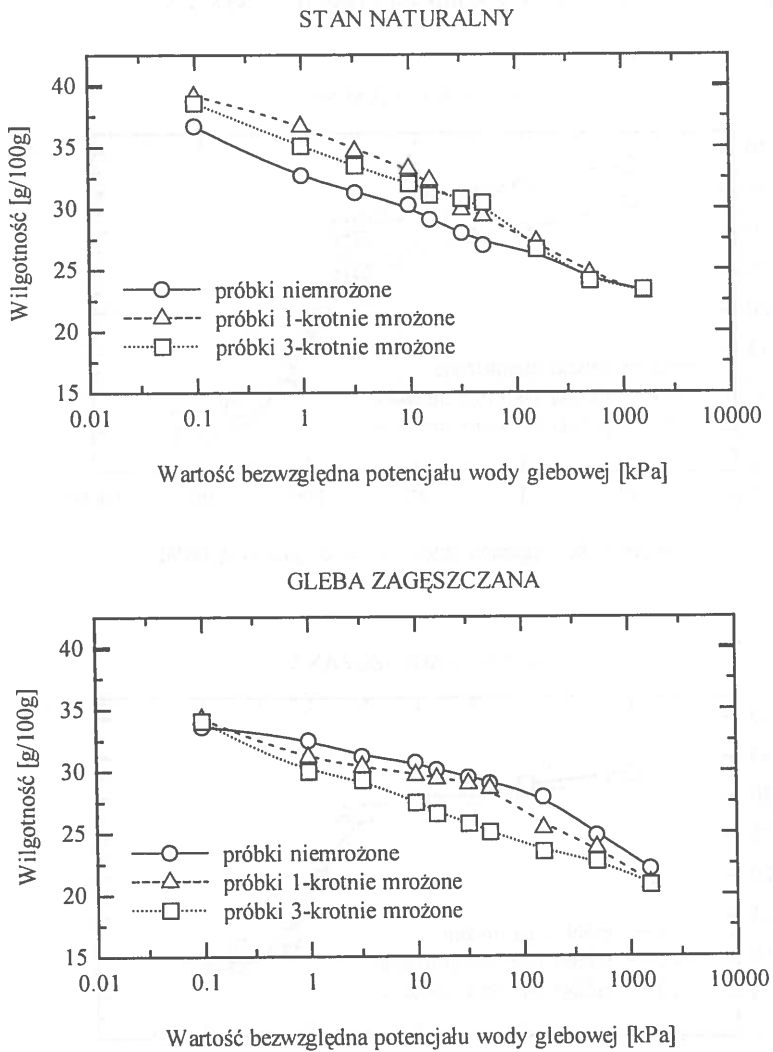 STAN NATURALNY
40
35
30
25
20
15
Wilgotność [g/100g]
próbki niemrożone
próbki 1-krotnie mrożone
próbki 3-krotnie mrożone
0.01 0.1 1 10 100 1000 10000
Wartość bezwzględna potencjału wody glebowej [kPa]
GLEBA ZAGĘSZCZANA
40
35
30
25
20
15
Wilgotność [g/100g]
próbki niemrożone
próbki 1-krotnie mrożone
próbki 3-krotnie mrożone
0.01 0.1 1 10 100 1000 10000
Wartość bezwzględna potencjału wody glebowej [kPa]